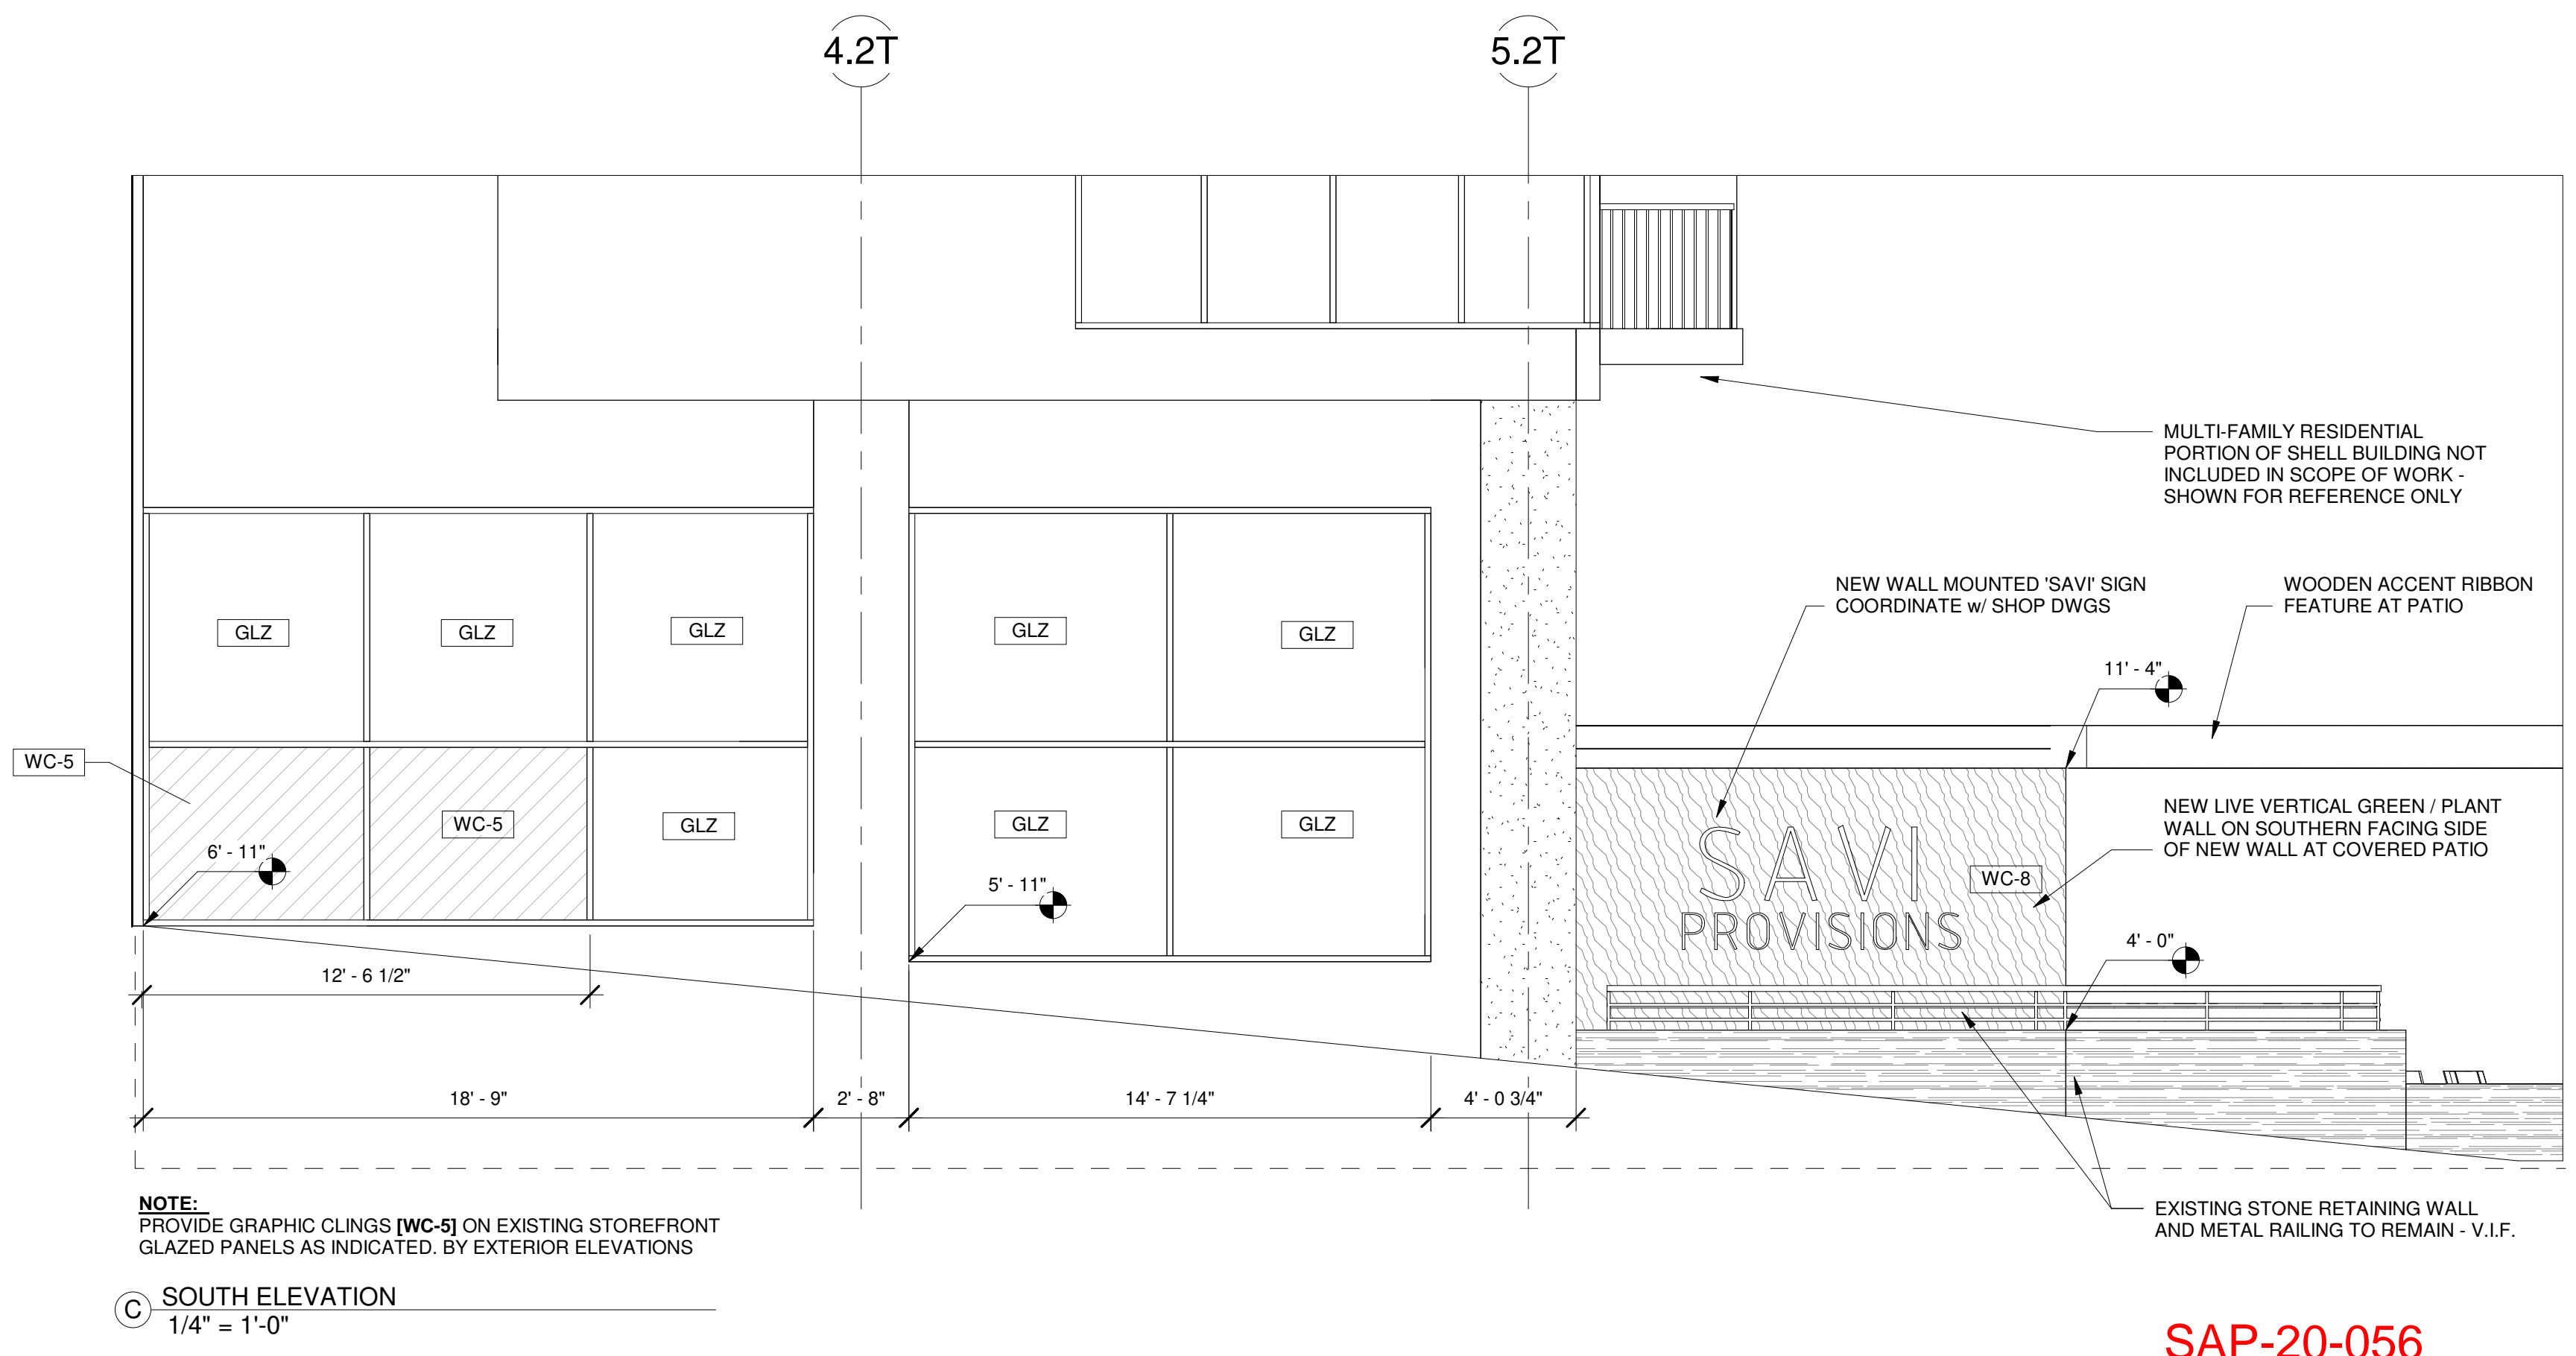 4.2T
5.2T
MULTI-FAMILY RESIDENTIAL
PORTION OF SHELL BUILDING NOT
INCLUDED IN SCOPE OF WORK -
SHOWN FOR REFERENCE ONLY
NEW WALL MOUNTED 'SAVI' SIGN
COORDINATE w/ SHOP DWGS
WOODEN ACCENT RIBBON
FEATURE AT PATIO
GLZ
GLZ
GLZ
GLZ
GLZ
11' - 4"
WC-5
WC-5
GLZ
GLZ
GLZ
6' - 11"
5' - 11"
SAVI
PROVISIONS
WC-8
NEW LIVE VERTICAL GREEN / PLANT
WALL ON SOUTHERN FACING SIDE
OF NEW WALL AT COVERED PATIO
4' - 0"
12' - 6 1/2"
18' - 9"
2' - 8"
14' - 7 1/4"
4' - 0 3/4"
NOTE:
PROVIDE GRAPHIC CLINGS [WC-5] ON EXISTING STOREFRONT
GLAZED PANELS AS INDICATED. BY EXTERIOR ELEVATIONS
EXISTING STONE RETAINING WALL
AND METAL RAILING TO REMAIN - V.I.F.
C
SOUTH ELEVATION
1/4" = 1'-0"
SAP-20-056